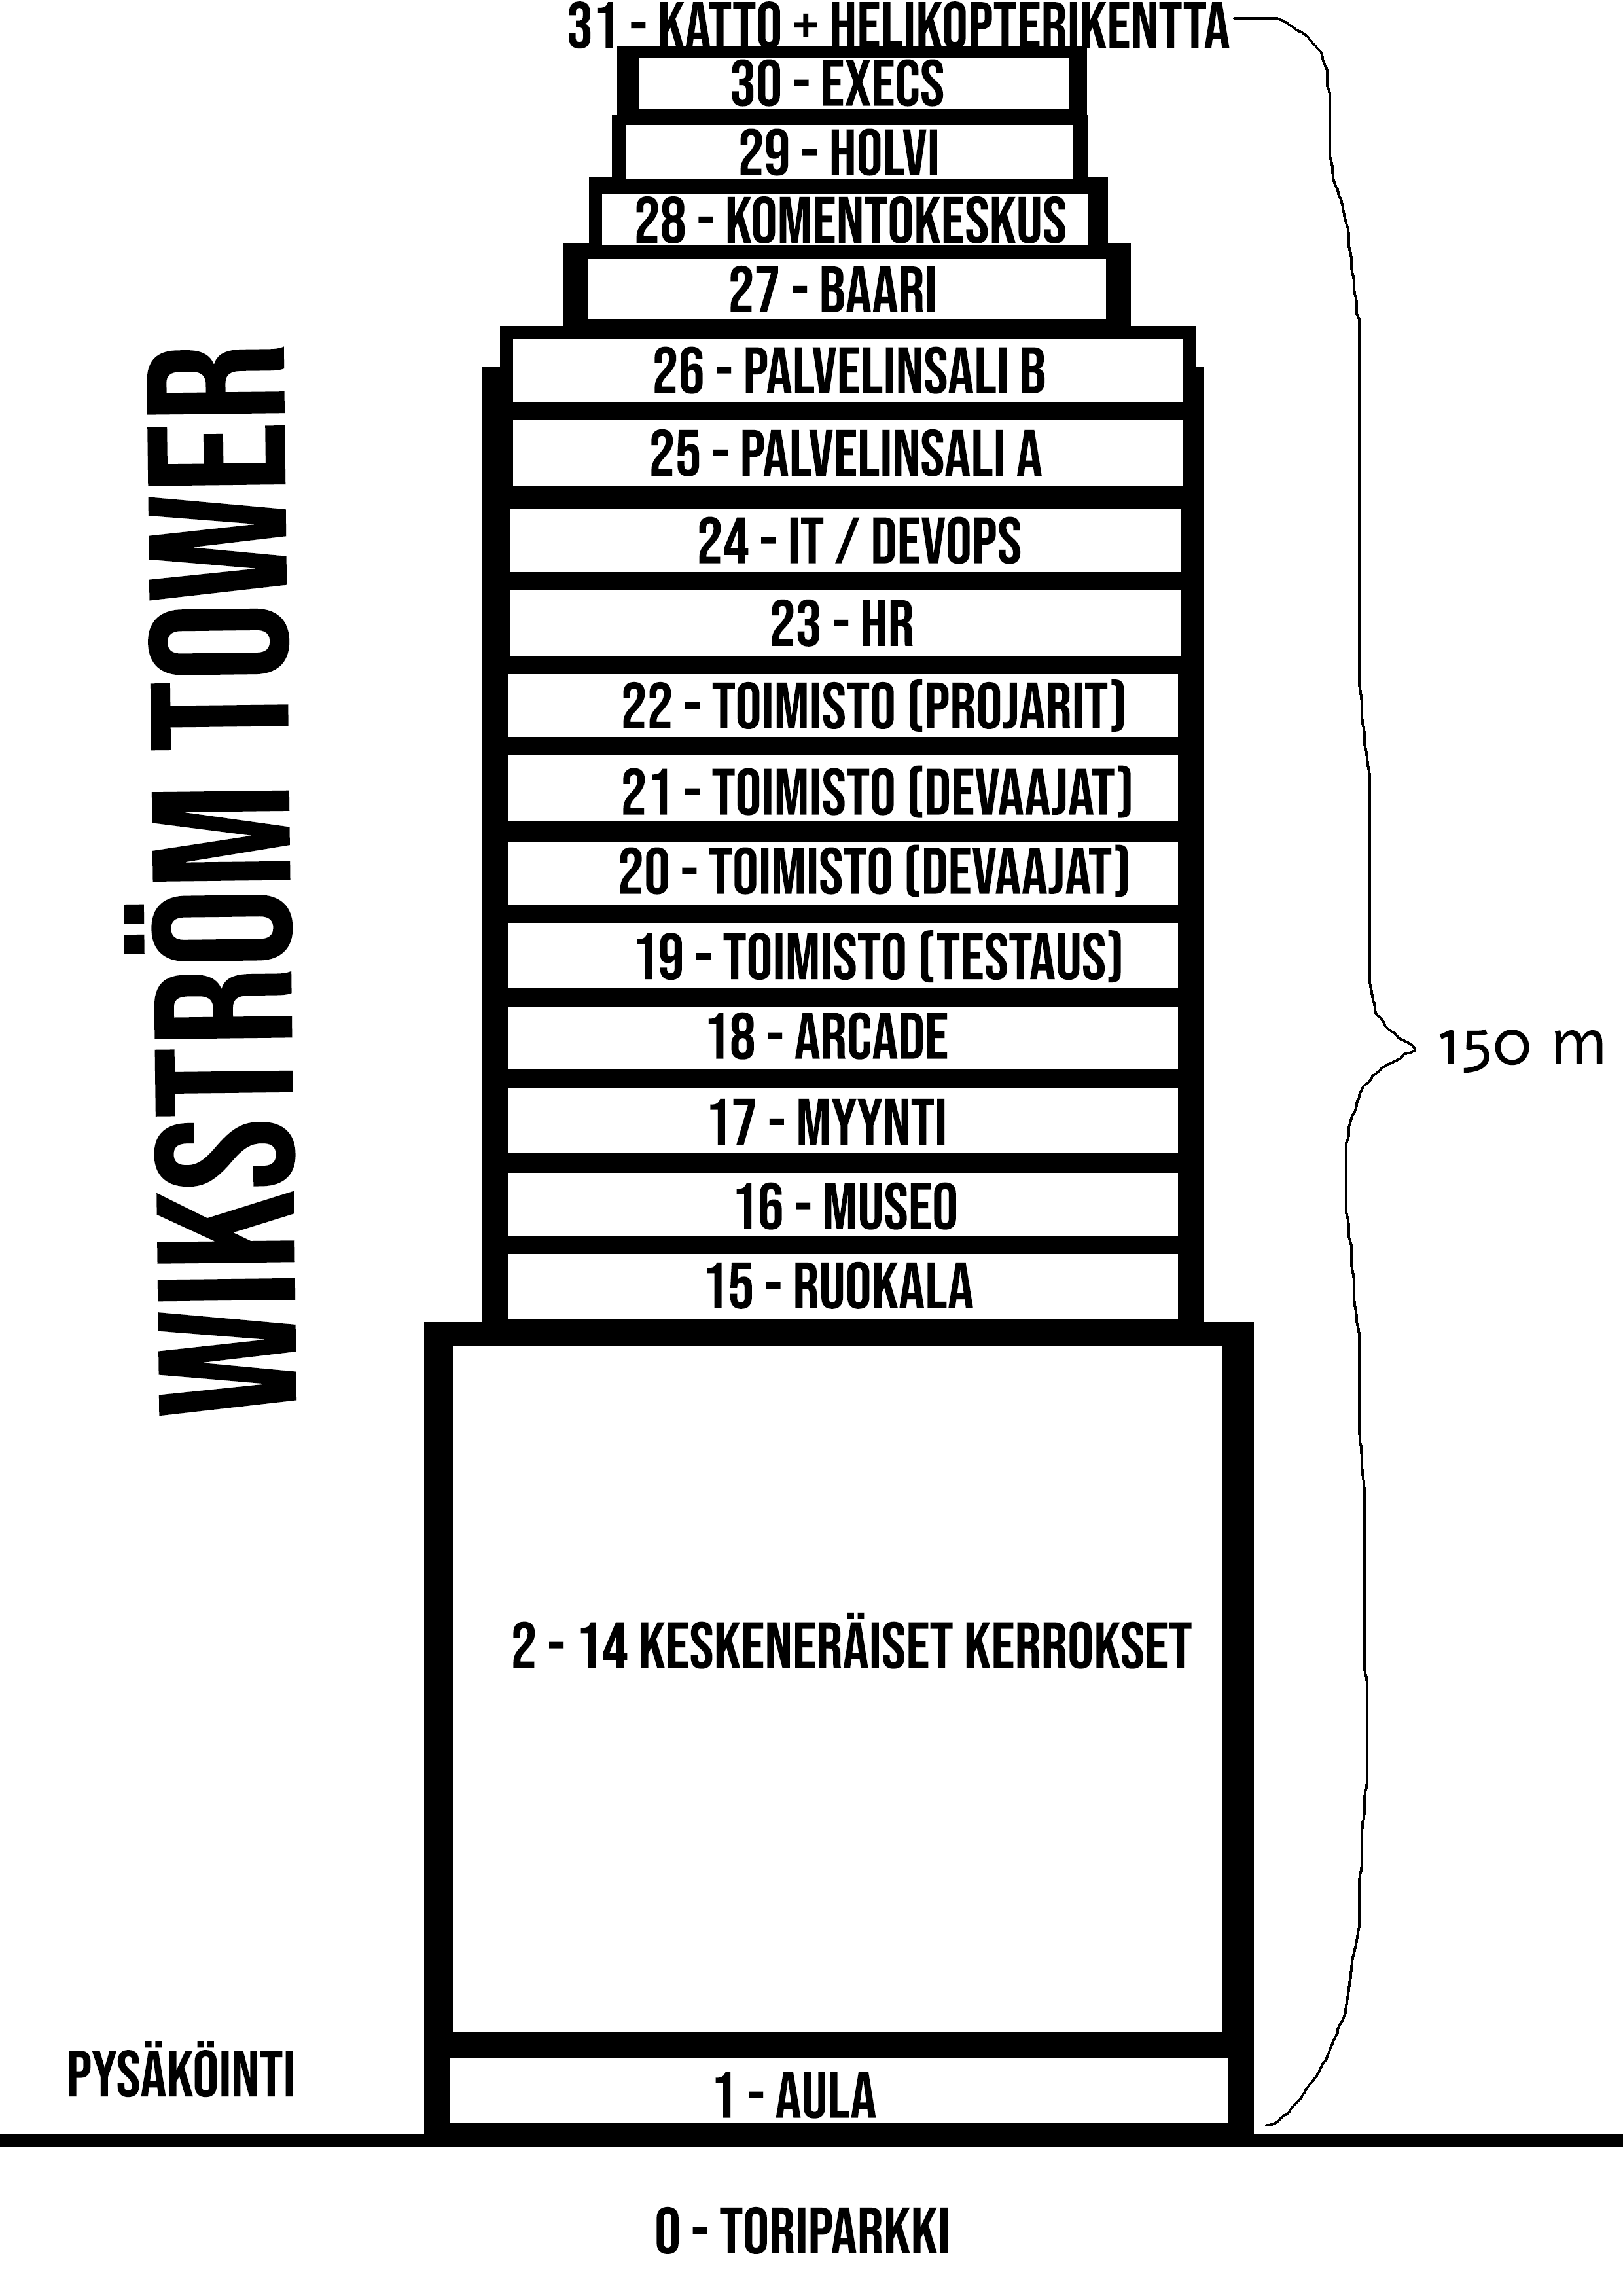 31 - KATTO + HELIKOPTERIKENTTA
30 - EXECS
29 - HOLVI
28 - KOMENTOKESKUS
27 - BAARI
26 - PALVELINSALI B
25 - PALVELINSALI A
24 - IT / DEVOPS
23 - HR
22 - TOIMISTO (PROJARIT)
21 - TOIMISTO (DEVAAJAT)
20 - TOIMISTO (DEVAAJAT)
19 - TOIMISTO (TESTAUS)
18 - ARCADE
17 - MYYNTI
16 - MUSEO
15 - RUOKALA
2 - 14 KESKENERÄISET KERROKSET
1 - AULA
0 - TORIPARKKI
WIKSTRÖM TOWER
PYSÄKÖINTI
150 m